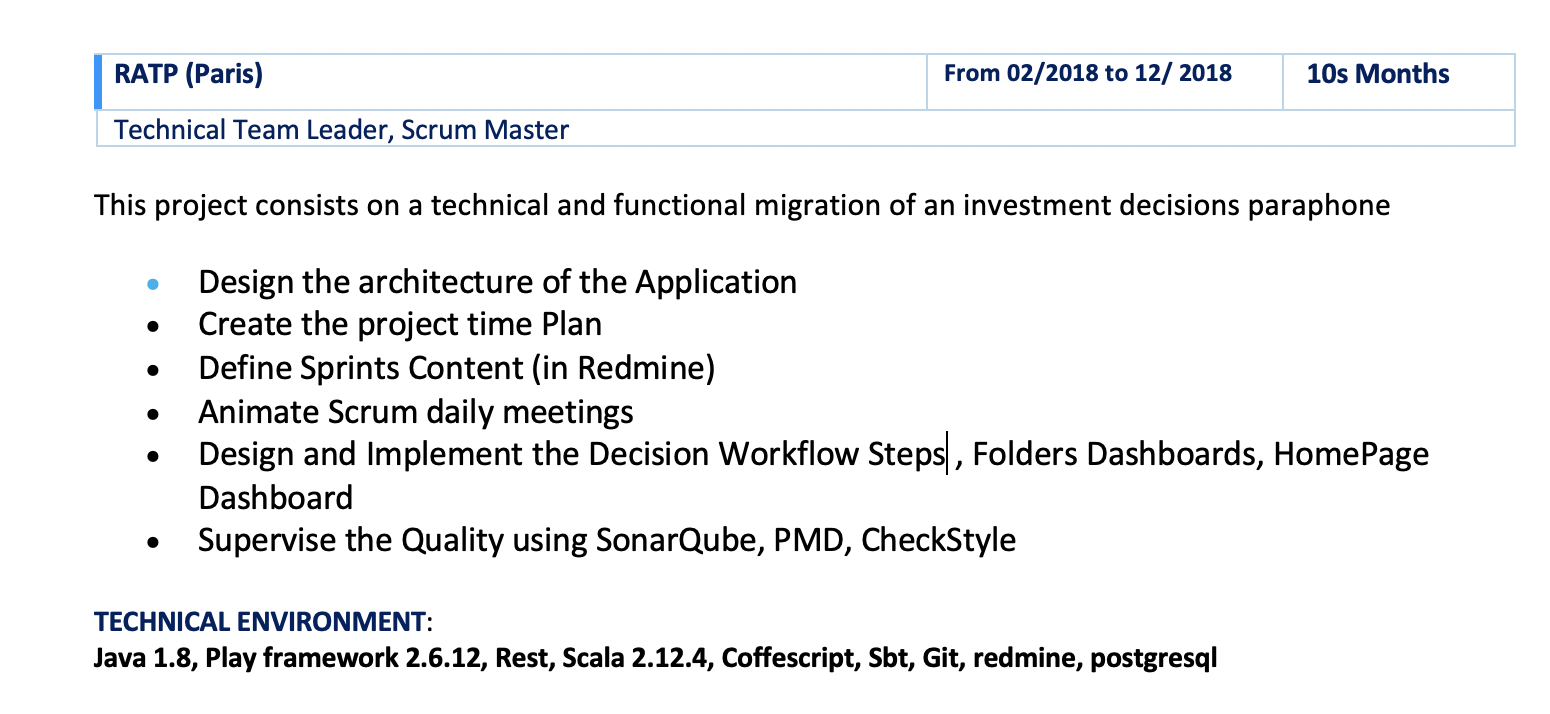 RATP (Paris) From 02/2018 to 12/ 2018 10s Months
Technical Team Leader, Scrum Master
This project consists on a technical and functional migration of an investment decisions paraphone
• Design the architecture of the Application
• Create the project time Plan
• Define Sprints Content (in Redmine)
• Animate Scrum daily meetings
• Design and Implement the Decision Workflow Steps , Folders Dashboards, HomePage
Dashboard
• Supervise the Quality using SonarQube, PMD, CheckStyle
TECHNICAL ENVIRONMENT:
Java 1.8, Play framework 2.6.12, Rest, Scala 2.12.4, Coffescript, Sbt, Git, redmine, postgresql